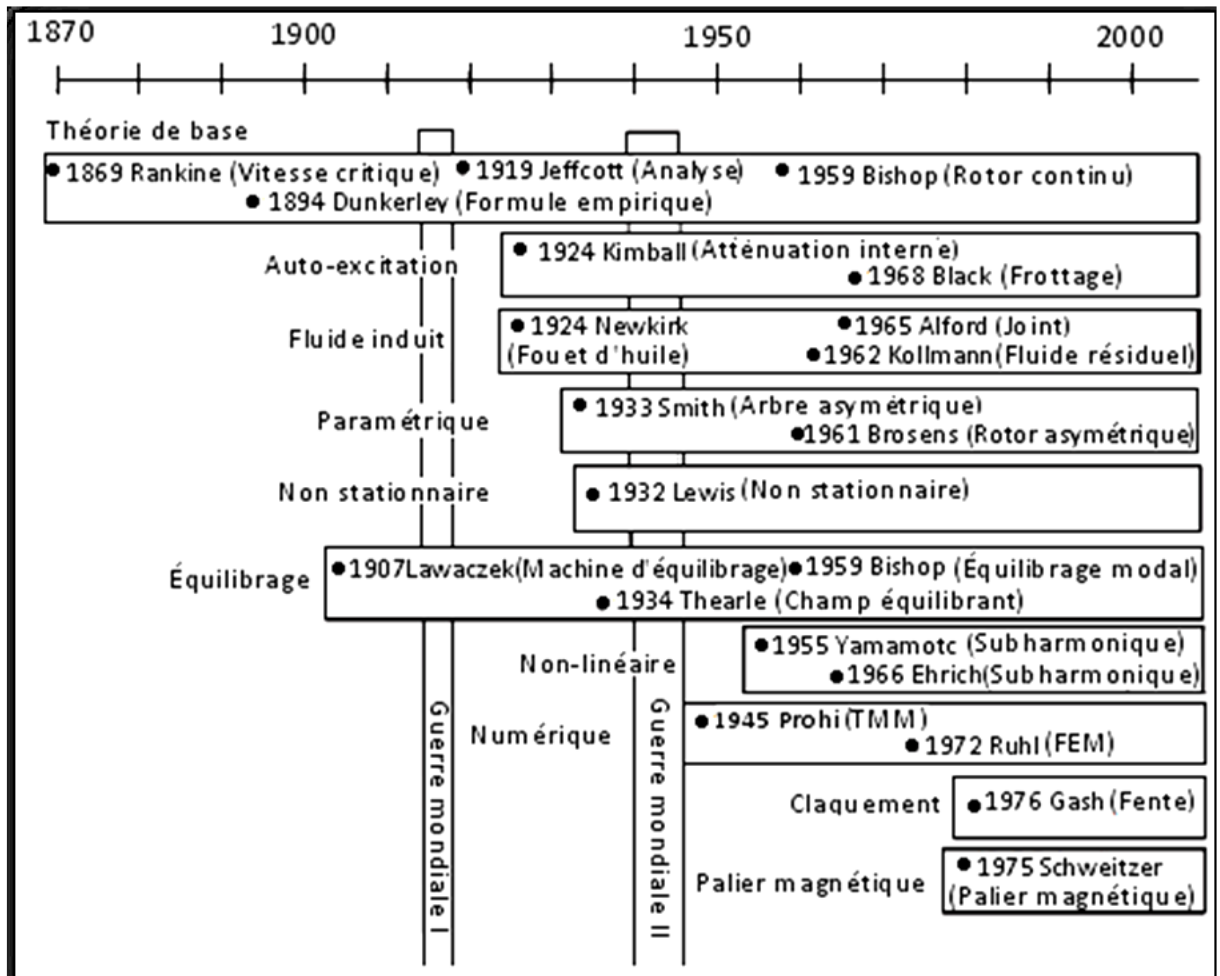 1870 1900 1950 2000
Théorie de base
1869 Rankine (Vitesse critique)
1919 Jeffcott (Analyse)
1959 Bishop (Rotor continu)
1894 Dunkerley (Formule empirique)
Auto-excitation
1924 Kimball (Atténuation interne)
1968 Black (Frottage)
Fluide induit
1924 Newkirk
(Fouet d'huile)
1965 Alford (Joint)
1962 Kollmann (Fluide résiduel)
Paramétrique
1933 Smith (Arbre asymétrique)
1961 Brosens (Rotor asymétrique)
Non stationnaire
1932 Lewis (Non stationnaire)
Équilibrage
1907 Lawaczek (Machine d'équilibrage)
1959 Bishop (Équilibrage modal)
1934 Thearle (Champ équilibrant)
Non-linéaire
1955 Yamamotc (Subharmonique)
1966 Ehrich (Subharmonique)
Numérique
1945 Prohi (TMM)
1972 Ruhl (FEM)
Claquement
1976 Gash (Fente)
Palier magnétique
1975 Schweitzer
(Palier magnétique)
Guerre mondiale I
Guerre mondiale II